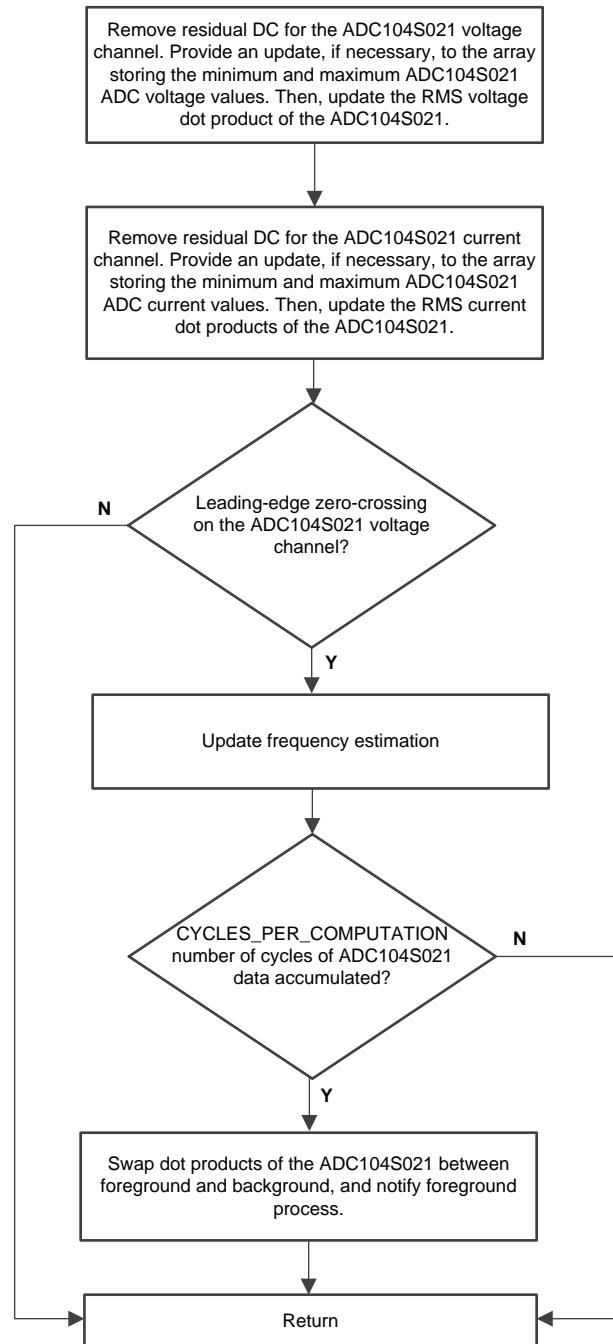 Remove residual DC for the ADC104S021 voltage
channel. Provide an update, if necessary, to the array
storing the minimum and maximum ADC104S021
ADC voltage values. Then, update the RMS voltage
dot product of the ADC104S021.
Remove residual DC for the ADC104S021 current
channel. Provide an update, if necessary, to the array
storing the minimum and maximum ADC104S021
ADC current values. Then, update the RMS current
dot products of the ADC104S021.
N
Leading-edge zero-crossing
on the ADC104S021 voltage
channel?
Y
Update frequency estimation
CYCLES_PER_COMPUTATION
number of cycles of ADC104S021
data accumulated?
N
Y
Swap dot products of the ADC104S021 between
foreground and background, and notify foreground
process.
Return